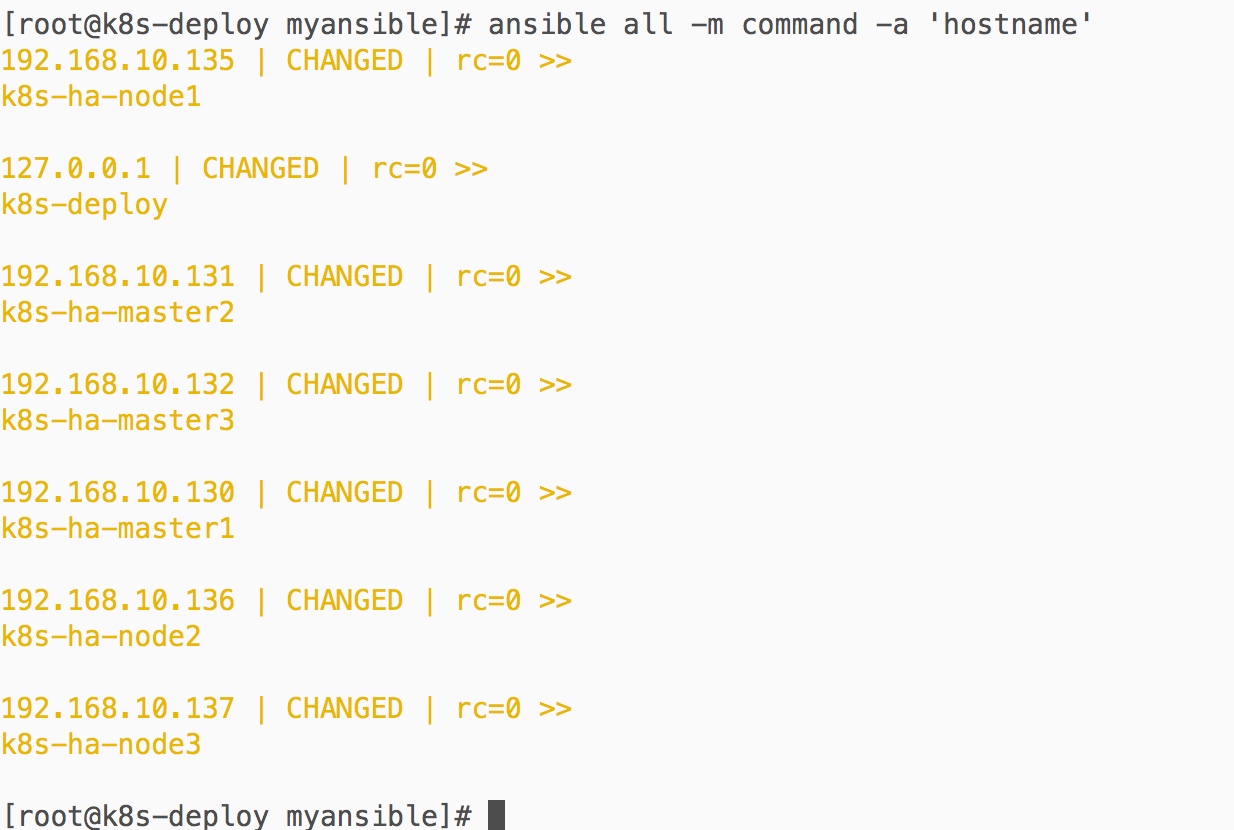 [root@k8s-deploy myansible]# ansible all -m command -a 'hostname'
192.168.10.135 | CHANGED | rc=0 >>
k8s-ha-node1
127.0.0.1 | CHANGED | rc=0 >>
k8s-deploy
192.168.10.131 | CHANGED | rc=0 >>
k8s-ha-master2
192.168.10.132 | CHANGED | rc=0 >>
k8s-ha-master3
192.168.10.130 | CHANGED | rc=0 >>
k8s-ha-master1
192.168.10.136 | CHANGED | rc=0 >>
k8s-ha-node2
192.168.10.137 | CHANGED | rc=0 >>
k8s-ha-node3
[root@k8s-deploy myansible]#